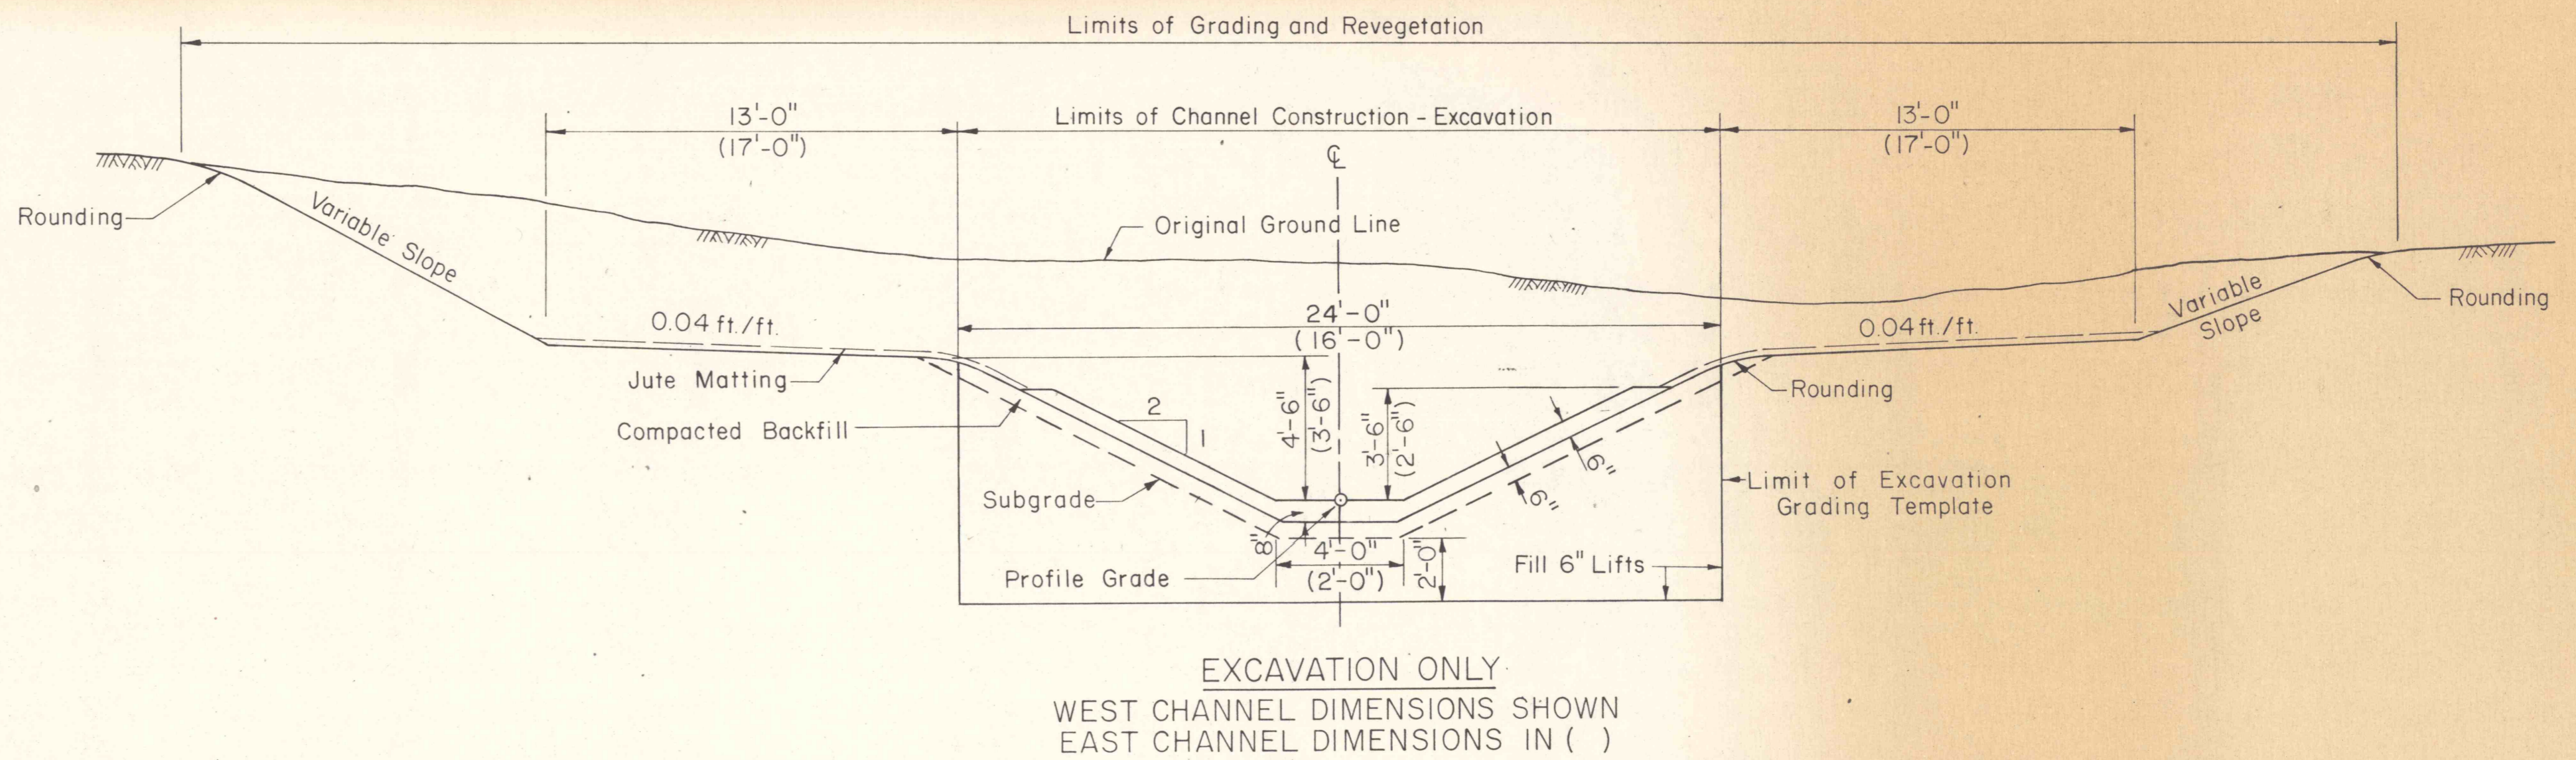 Limits of Grading and Revegetation
13'-0"
(17'-0")
Limits of Channel Construction - Excavation
13'-0"
(17'-0")
℄
Rounding
Variable Slope
Original Ground Line
24'-0"
(16'-0")
0.04 ft./ft.
0.04 ft./ft.
Variable
Slope
Rounding
Jute Matting
Compacted Backfill
2
1
4'-6"
(3'-6")
3'-6"
(2'-6")
Rounding
6"
6"
Subgrade
Limit of Excavation
Grading Template
8"
4'-0"
(2'-0")
2'-0"
Profile Grade
Fill 6" Lifts
EXCAVATION ONLY
WEST CHANNEL DIMENSIONS SHOWN
EAST CHANNEL DIMENSIONS IN ( )